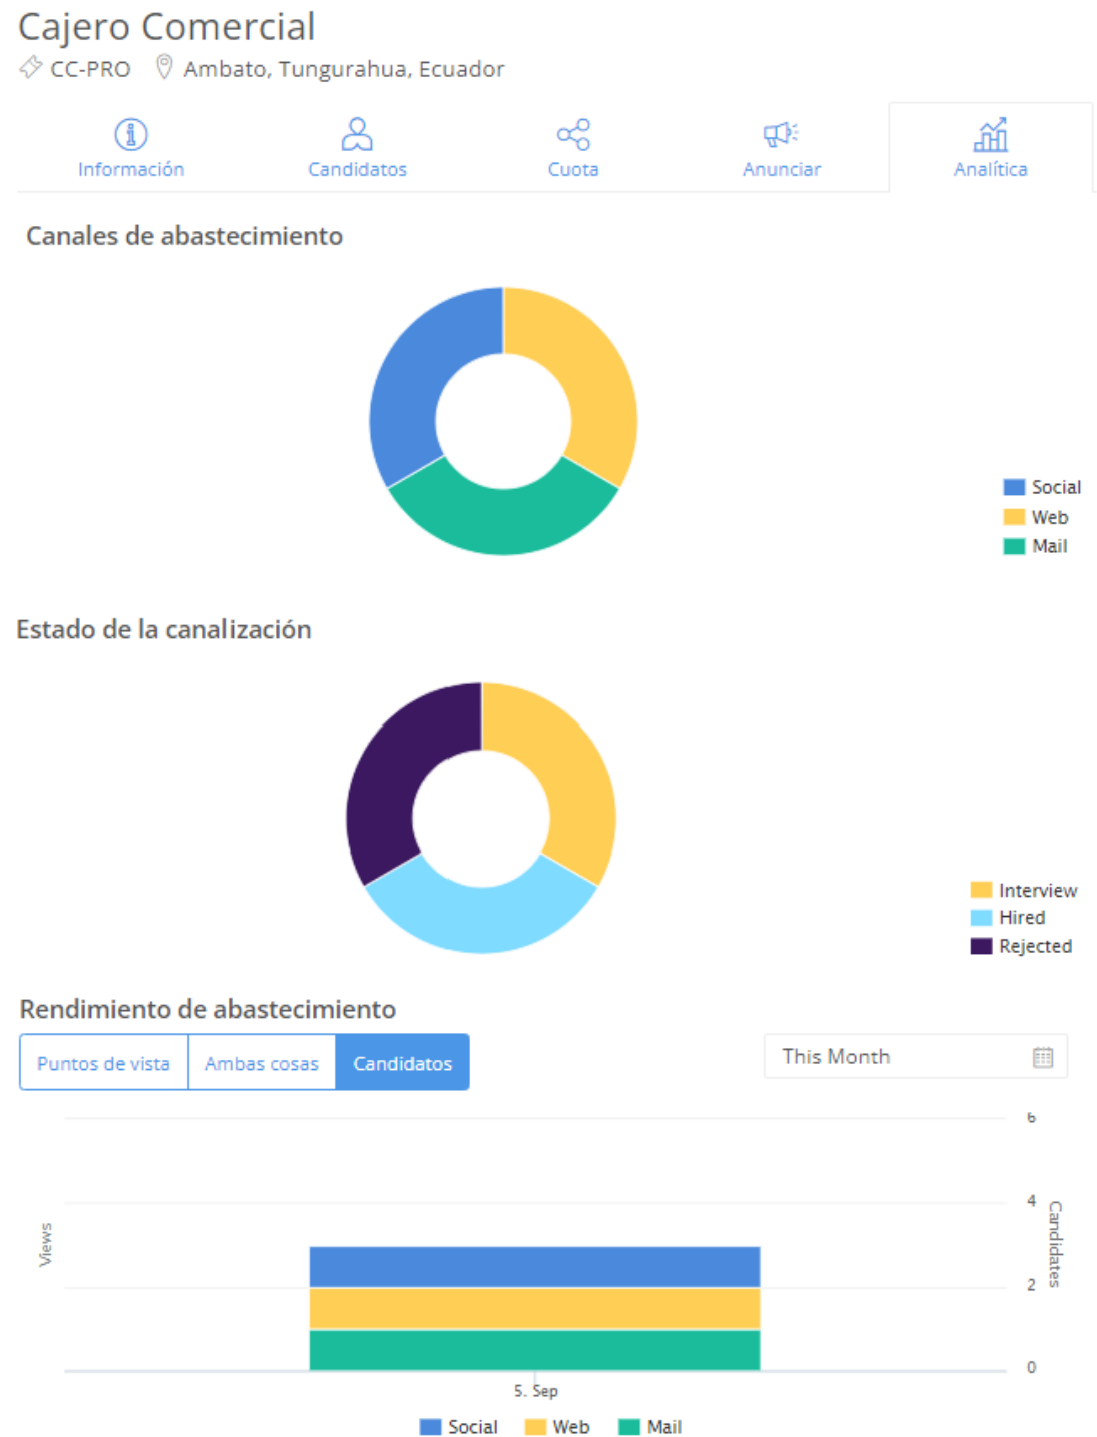 Cajero Comercial
CC-PRO Ambato, Tungurahua, Ecuador
Información Candidatos Cuota Anunciar Analítica
Canales de abastecimiento
Social
Web
Mail
Estado de la canalización
Interview
Hired
Rejected
Rendimiento de abastecimiento
Puntos de vista Ambas cosas Candidatos This Month
6
4
2
0
Views
Candidates
5. Sep
Social Web Mail